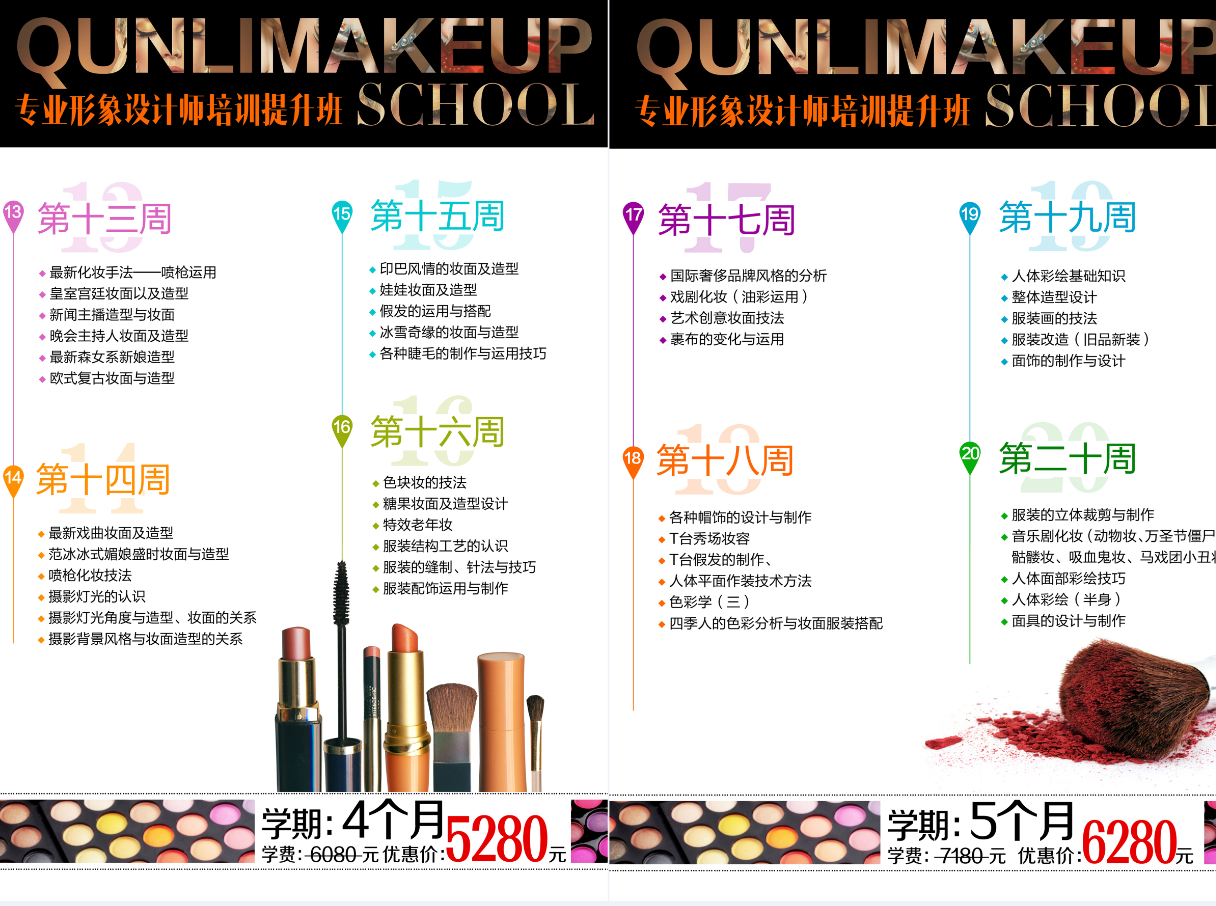 QUNLIMAKEUP
专业形象设计师培训提升班 SCHOOL
13
13 第十三周
最新化妆手法——喷枪运用
皇室宫廷妆面以及造型
新闻主播造型与妆面
晚会主持人妆面及造型
最新森女系新娘造型
欧式复古妆面与造型
14
14 第十四周
最新戏曲妆面及造型
范冰冰式媚娘盛时妆面与造型
喷枪化妆技法
摄影灯光的认识
摄影灯光角度与造型、妆面的关系
摄影背景风格与妆面造型的关系
15
15 第十五周
印巴风情的妆面及造型
娃娃妆面及造型
假发的运用与搭配
冰雪奇缘的妆面与造型
各种睫毛的制作与运用技巧
16
16 第十六周
色块妆的技法
糖果妆面及造型设计
特效老年妆
服装结构工艺的认识
服装的缝制、针法与技巧
服装配饰运用与制作
学期：4个月
学费：6080元 优惠价：5280元
QUNLIMAKEUP
专业形象设计师培训提升班 SCHOOL
17
17 第十七周
国际奢侈品牌风格的分析
戏剧化妆（油彩运用）
艺术创意妆面技法
裹布的变化与运用
18
18 第十八周
各种帽饰的设计与制作
T台秀场妆容
T台假发的制作、
人体平面作装技术方法
色彩学（三）
四季人的色彩分析与妆面服装搭配
19
19 第十九周
人体彩绘基础知识
整体造型设计
服装画的技法
服装改造（旧品新装）
面饰的制作与设计
20
20 第二十周
服装的立体裁剪与制作
音乐剧化妆（动物妆、万圣节僵尸
骷髅妆、吸血鬼妆、马戏团小丑妆
人体面部彩绘技巧
人体彩绘（半身）
面具的设计与制作
学期：5个月
学费：7180元 优惠价：6280元